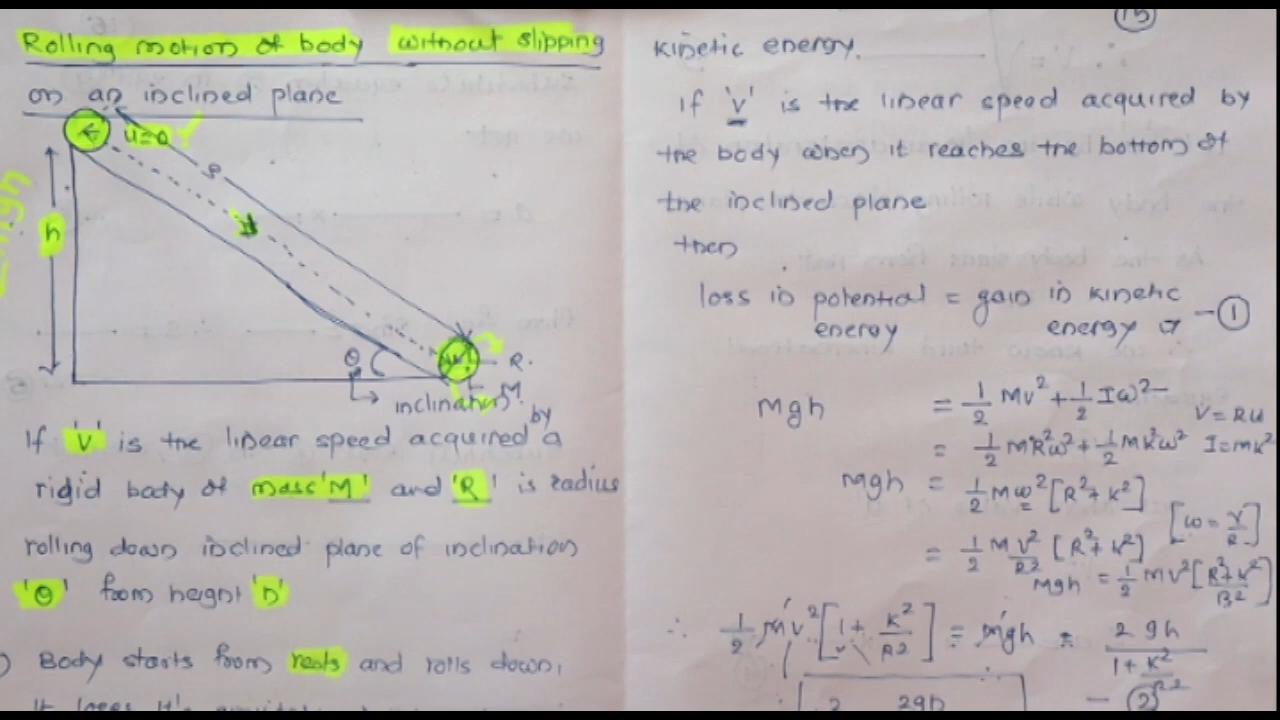 Rolling motion of body without slipping
on an inclined plane
u=0
s
h
θ
R.
M
inclination
If 'V' is the linear speed acquired by a
rigid body of mass 'M' and 'R' is radius
rolling down inclined plane of inclination
'θ' from height 'h'
) Body starts from rests and rolls down,
15
kinetic energy.
if 'v' is the linear speed acquired by
the body when it reaches the bottom of
the inclined plane
then
loss in potential = gain in kinetic
energy energy - ①
Mgh = 1/2 Mv² + 1/2 Iω²
V = Rω
= 1/2 MR²ω² + 1/2 MK²ω² I = mk²
Mgh = 1/2 Mω² [R² + K²]
[ω = V/R]
= 1/2 M V²/R² [R² + K²]
Mgh = 1/2 MV² [R² + K²/R²]
∴ 1/2 Mv² [1 + K²/R²] = Mgh = 2gh/1 + K²/R²
- ②
2 2gh